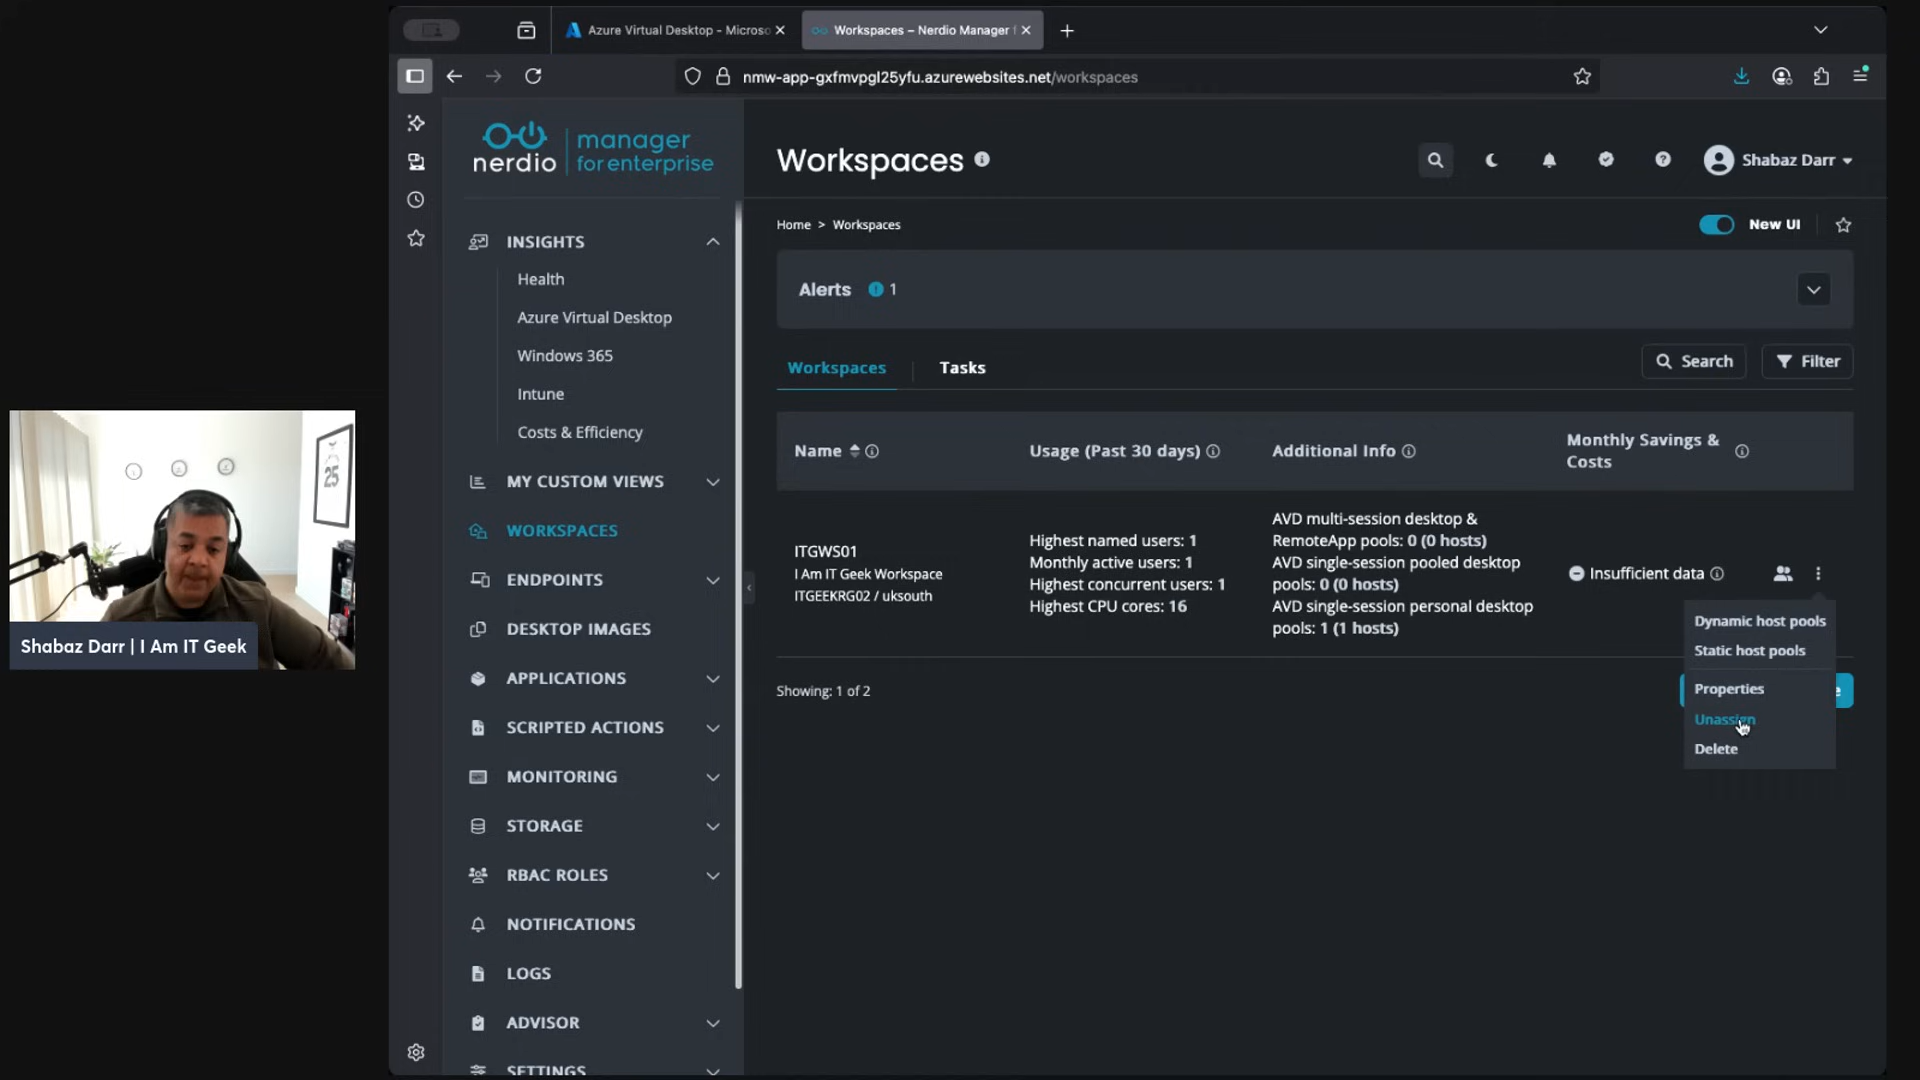 Azure Virtual Desktop - Microso
Workspaces – Nerdio Manager f
nmw-app-gxfmvpgl25yfu.azurewebsites.net/workspaces
nerdio
manager
for enterprise
Workspaces
Shabaz Darr
Home > Workspaces
New UI
INSIGHTS
Health
Azure Virtual Desktop
Windows 365
Intune
Costs & Efficiency
MY CUSTOM VIEWS
WORKSPACES
ENDPOINTS
DESKTOP IMAGES
APPLICATIONS
SCRIPTED ACTIONS
MONITORING
STORAGE
RBAC ROLES
NOTIFICATIONS
LOGS
ADVISOR
SETTINGS
Alerts 1
Workspaces
Tasks
Search
Filter
Name
Usage (Past 30 days)
Additional Info
Monthly Savings &
Costs
ITGWS01
I Am IT Geek Workspace
ITGEEKRG02 / uksouth
Highest named users: 1
Monthly active users: 1
Highest concurrent users: 1
Highest CPU cores: 16
AVD multi-session desktop &
RemoteApp pools: 0 (0 hosts)
AVD single-session pooled desktop
pools: 0 (0 hosts)
AVD single-session personal desktop
pools: 1 (1 hosts)
Insufficient data
Dynamic host pools
Static host pools
Properties
Unassign
Delete
Showing: 1 of 2
25
Shabaz Darr | I Am IT Geek